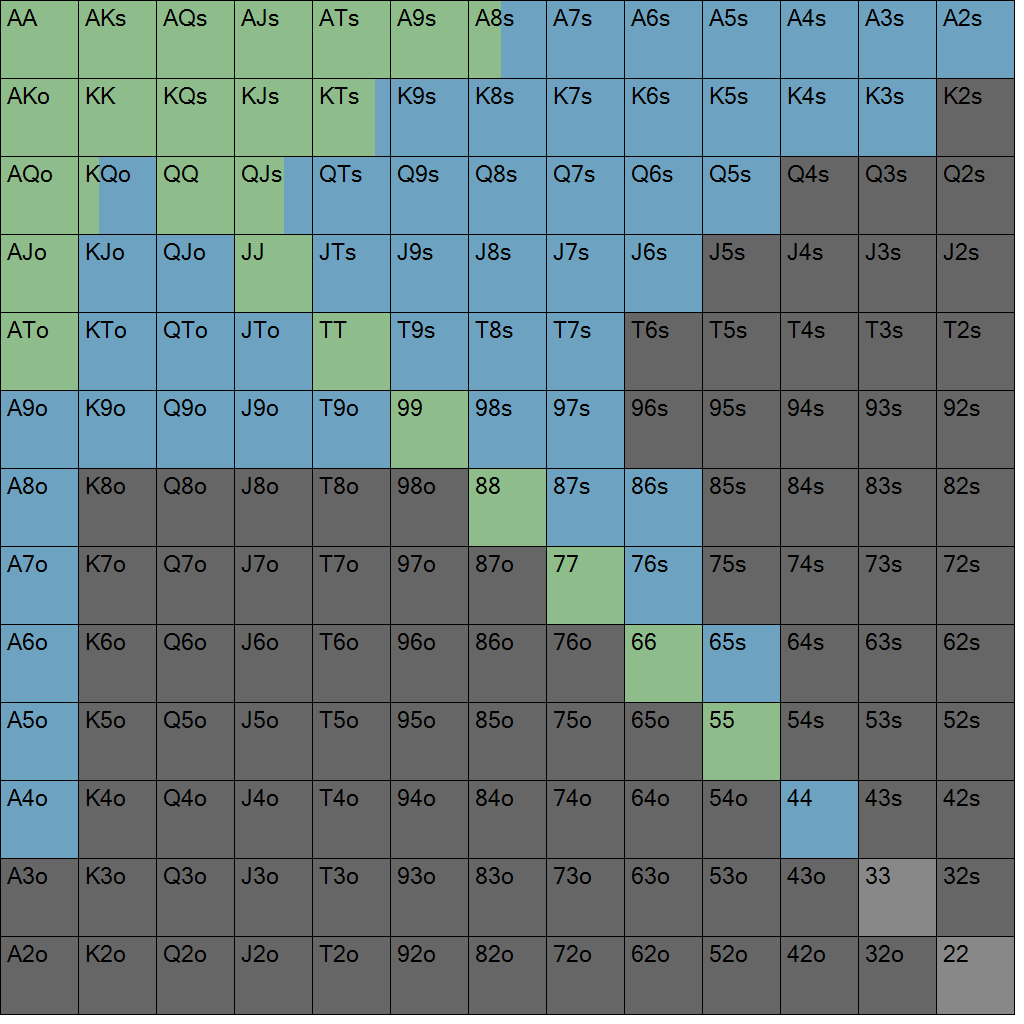 AA AKs AQs AJs ATs A9s A8s A7s A6s A5s A4s A3s A2s
AKo KK KQs KJs KTs K9s K8s K7s K6s K5s K4s K3s K2s
AQo KQo QQ QJs QTs Q9s Q8s Q7s Q6s Q5s Q4s Q3s Q2s
AJo KJo QJo JJ JTs J9s J8s J7s J6s J5s J4s J3s J2s
ATo KTo QTo JTo TT T9s T8s T7s T6s T5s T4s T3s T2s
A9o K9o Q9o J9o T9o 99 98s 97s 96s 95s 94s 93s 92s
A8o K8o Q8o J8o T8o 98o 88 87s 86s 85s 84s 83s 82s
A7o K7o Q7o J7o T7o 97o 87o 77 76s 75s 74s 73s 72s
A6o K6o Q6o J6o T6o 96o 86o 76o 66 65s 64s 63s 62s
A5o K5o Q5o J5o T5o 95o 85o 75o 65o 55 54s 53s 52s
A4o K4o Q4o J4o T4o 94o 84o 74o 64o 54o 44 43s 42s
A3o K3o Q3o J3o T3o 93o 83o 73o 63o 53o 43o 33 32s
A2o K2o Q2o J2o T2o 92o 82o 72o 62o 52o 42o 32o 22